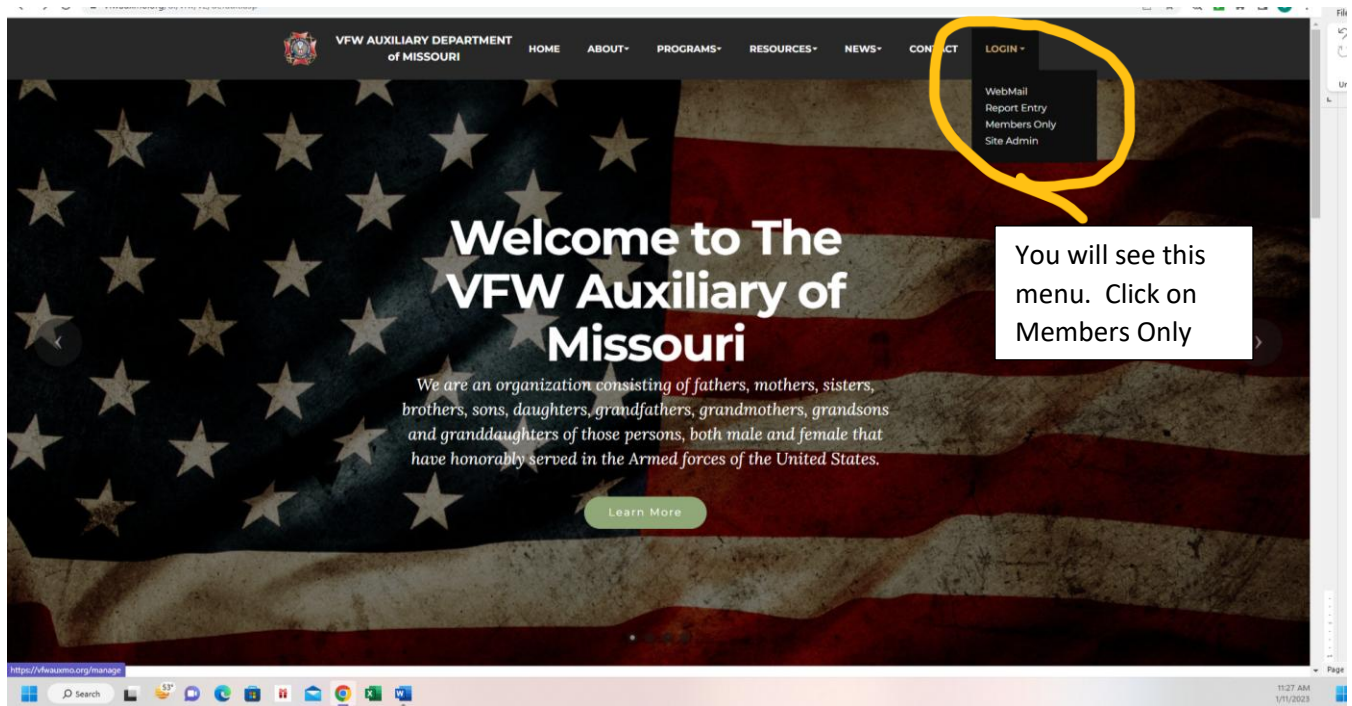 File
VFW AUXILIARY DEPARTMENT
of MISSOURI
HOME ABOUT PROGRAMS RESOURCES NEWS CONTACT LOGIN
WebMail
Report Entry
Members Only
Site Admin
You will see this
menu. Click on
Members Only
Welcome to The
VFW Auxiliary of
Missouri
We are an organization consisting of fathers, mothers, sisters,
brothers, sons, daughters, grandfathers, grandmothers, grandsons
and granddaughters of those persons, both male and female that
have honorably served in the Armed forces of the United States.
Learn More
https://vfwauxmo.org/manage
Page
Search
53°
11:27 AM
1/11/2023